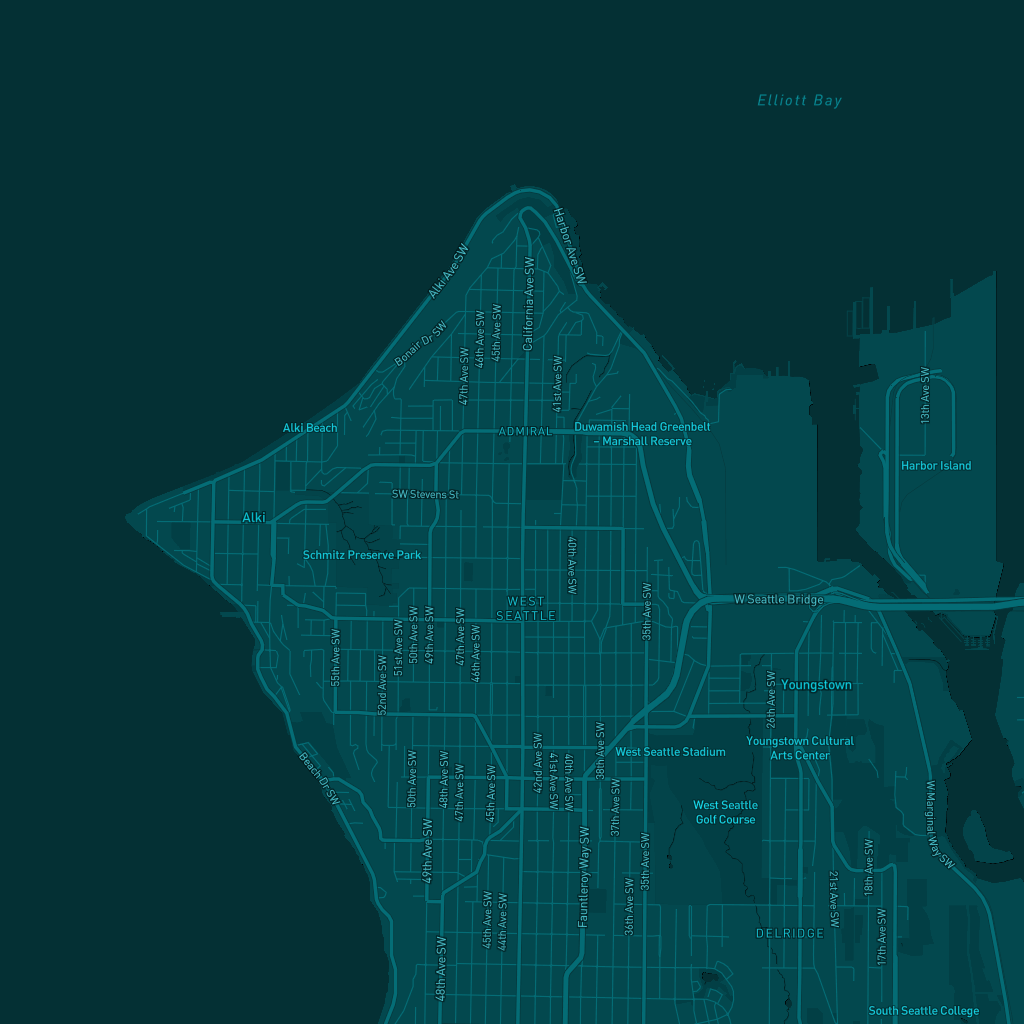 Elliott Bay
Harbor Ave SW
Alki Ave SW
California Ave SW
Bonair Dr SW
45th Ave SW
46th Ave SW
47th Ave SW
41st Ave SW
13th Ave SW
Alki Beach
ADMIRAL
Duwamish Head Greenbelt
– Marshall Reserve
Harbor Island
SW Stevens St
Alki
Schmitz Preserve Park
40th Ave SW
WEST
SEATTLE
W Seattle Bridge
35th Ave SW
55th Ave SW
52nd Ave SW
51st Ave SW
50th Ave SW
49th Ave SW
47th Ave SW
46th Ave SW
26th Ave SW
Youngstown
Youngstown Cultural
Arts Center
West Seattle Stadium
Beach Dr SW
50th Ave SW
48th Ave SW
47th Ave SW
45th Ave SW
42nd Ave SW
41st Ave SW
40th Ave SW
38th Ave SW
37th Ave SW
West Seattle
Golf Course
W Marginal Way SW
49th Ave SW
Fauntleroy Way SW
35th Ave SW
36th Ave SW
18th Ave SW
21st Ave SW
17th Ave SW
45th Ave SW
44th Ave SW
48th Ave SW
DELRIDGE
South Seattle College